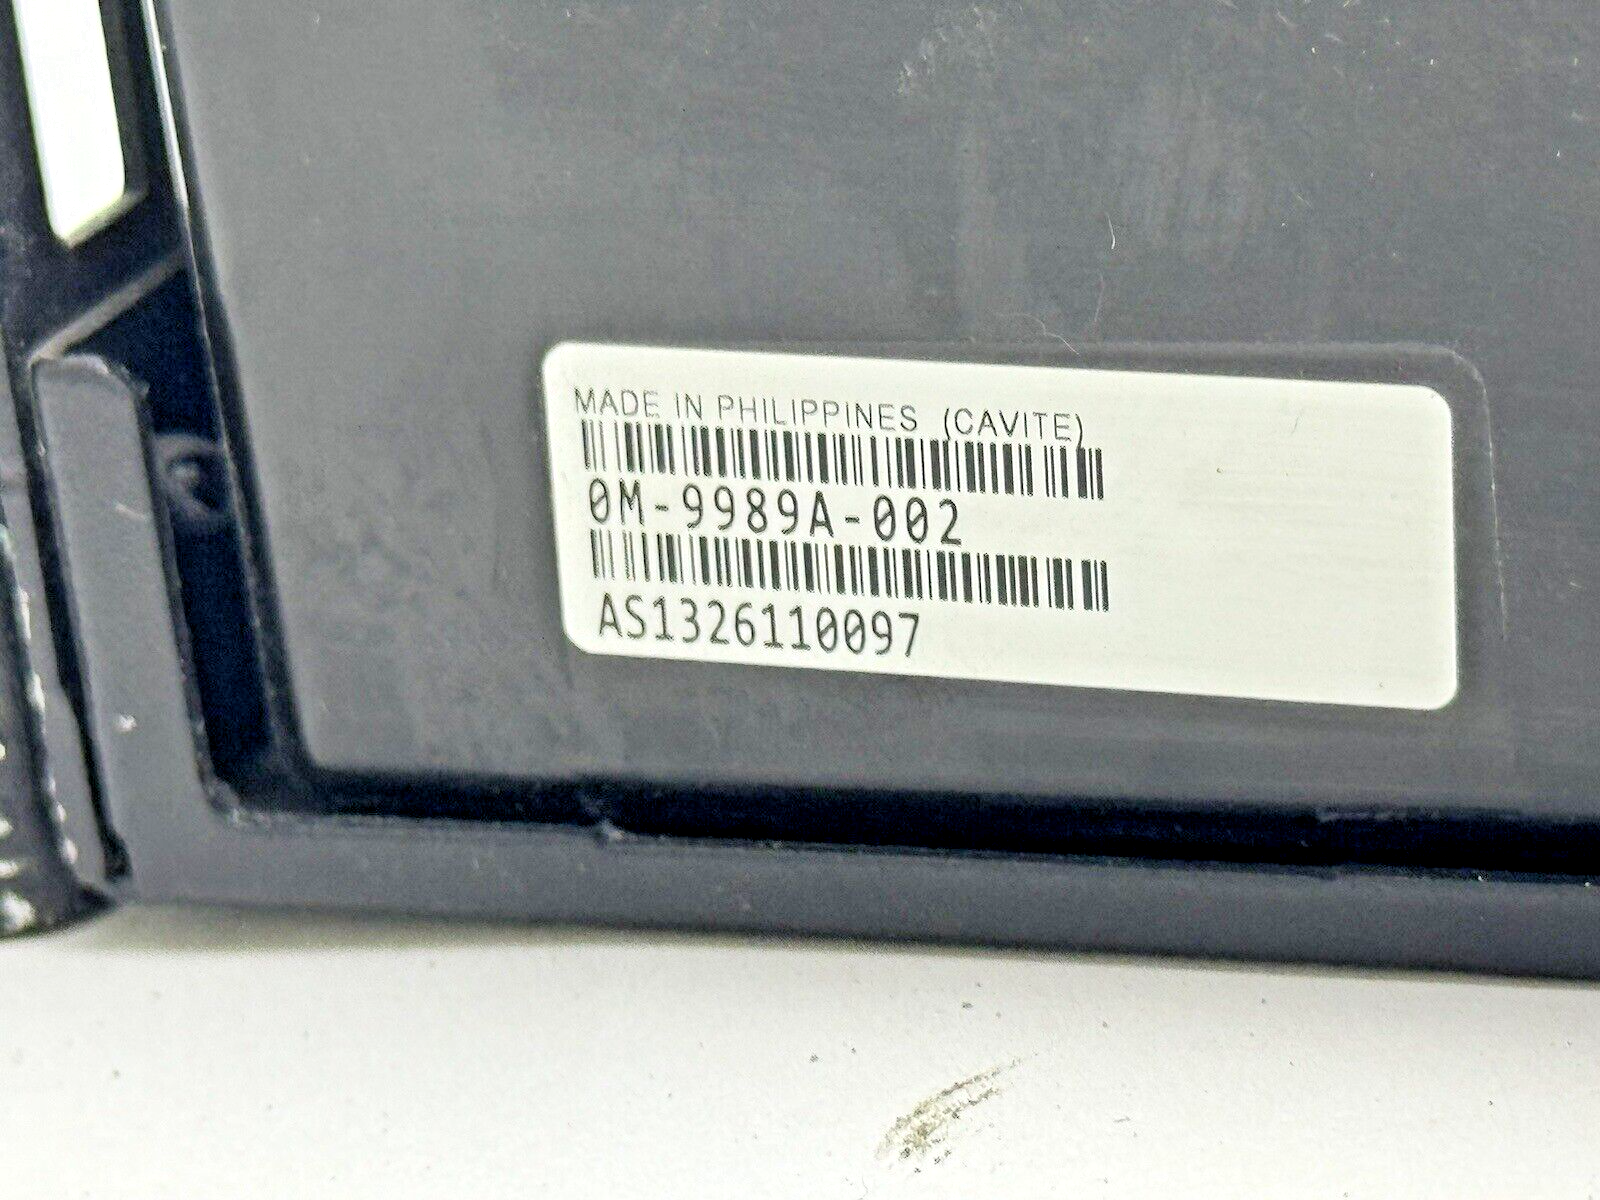 MADE IN PHILIPPINES (CAVITE)
0M-9989A-002
AS1326110097